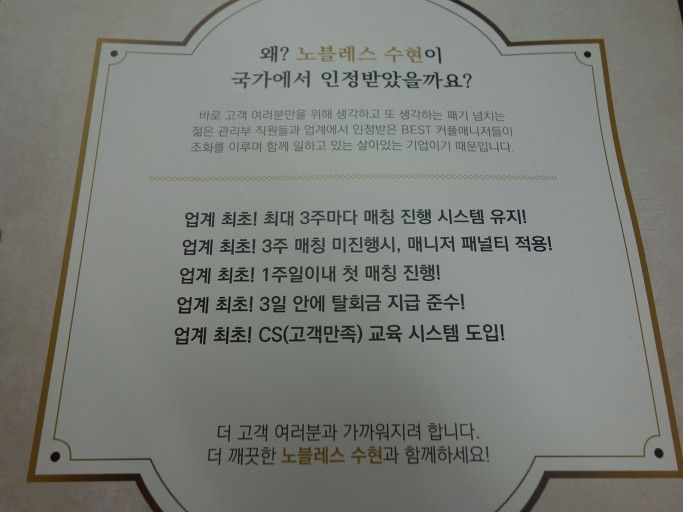 왜? 노블레스 수현이
국가에서 인정받았을까요?
바로 고객 여러분만을 위해 생각하고 또 생각하는 패기 넘치는
젊은 관리부 직원들과 업계에서 인정받은 BEST 커플매니저들이
초화를 이루며 함께 일하고 있는 살아있는 기업이기 때문입니다.
업계 최초! 최대 3주마다 매칭 진행 시스템 유지!
업계 최초! 3주 매칭 미진행시, 매니저 패널티 적용!
업계 최초! 1주일이내 첫 매칭 진행!
업계 최초! 3일 안에 탈회금 지급 준수!
업계 최초! CS(고객만족) 교육 시스템 도입!
더 고객 여러분과 가까워지려 합니다.
더 깨끗한 노블레스 수현과 함께하세요!